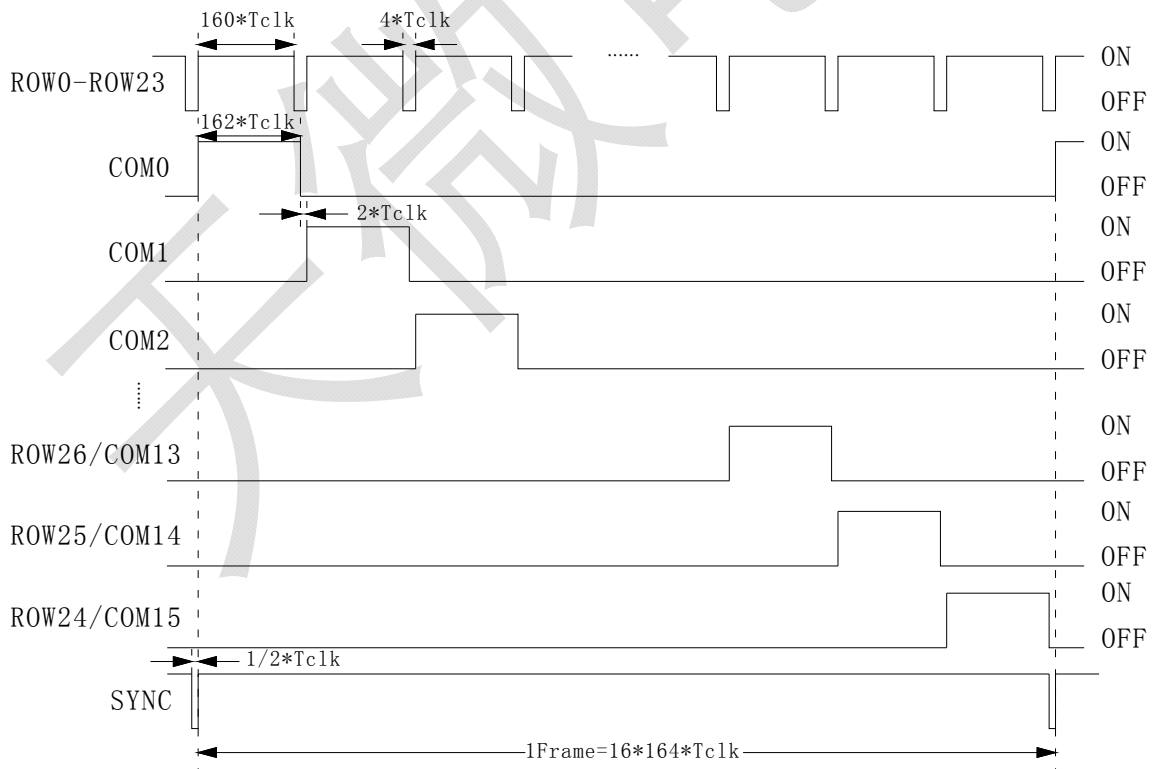 160*Tclk
4*Tclk
ROW0-ROW23
......
ON
OFF
162*Tclk
COM0
ON
OFF
2*Tclk
COM1
ON
OFF
COM2
ON
OFF
......
ROW26/COM13
ON
OFF
ROW25/COM14
ON
OFF
ROW24/COM15
ON
OFF
1/2*Tclk
SYNC
1Frame=16*164*Tclk
天微